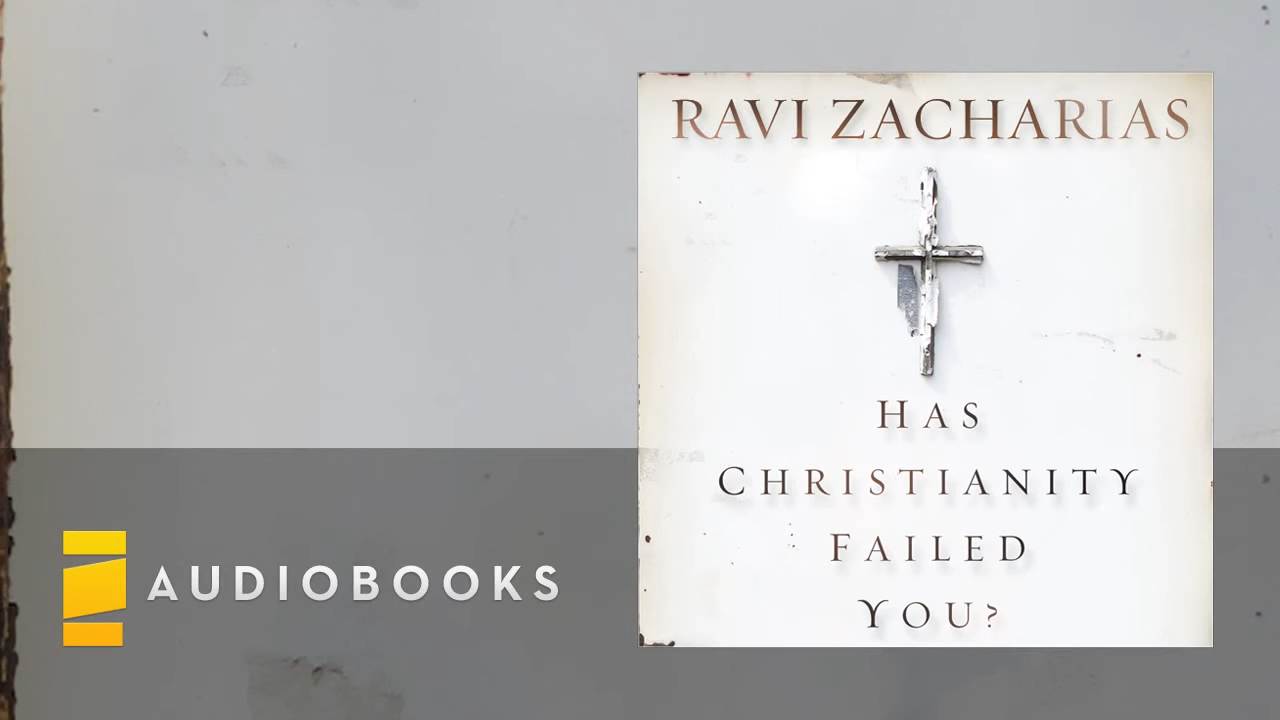 RAVI ZACHARIAS
HAS
CHRISTIANITY
FAILED
YOU?
AUDIOBOOKS